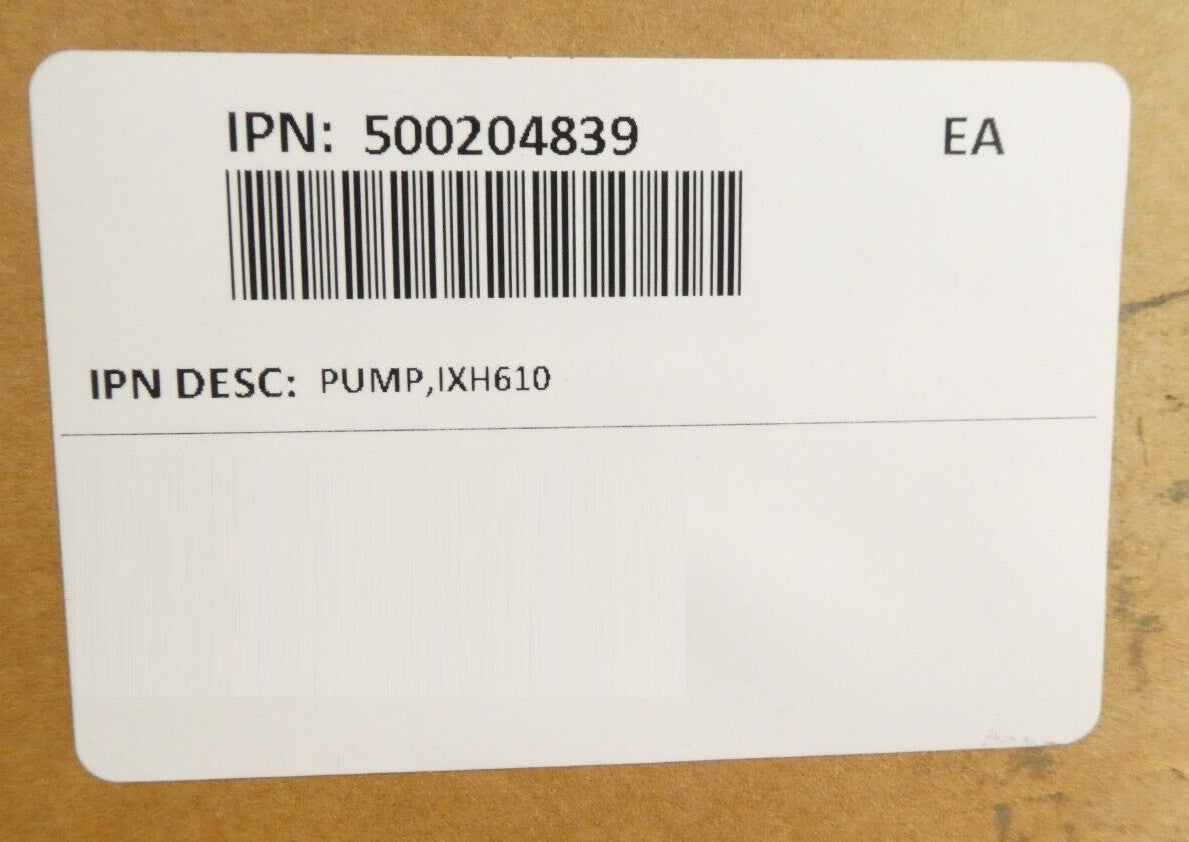 IPN: 500204839 EA
IPN DESC: PUMP,IXH610